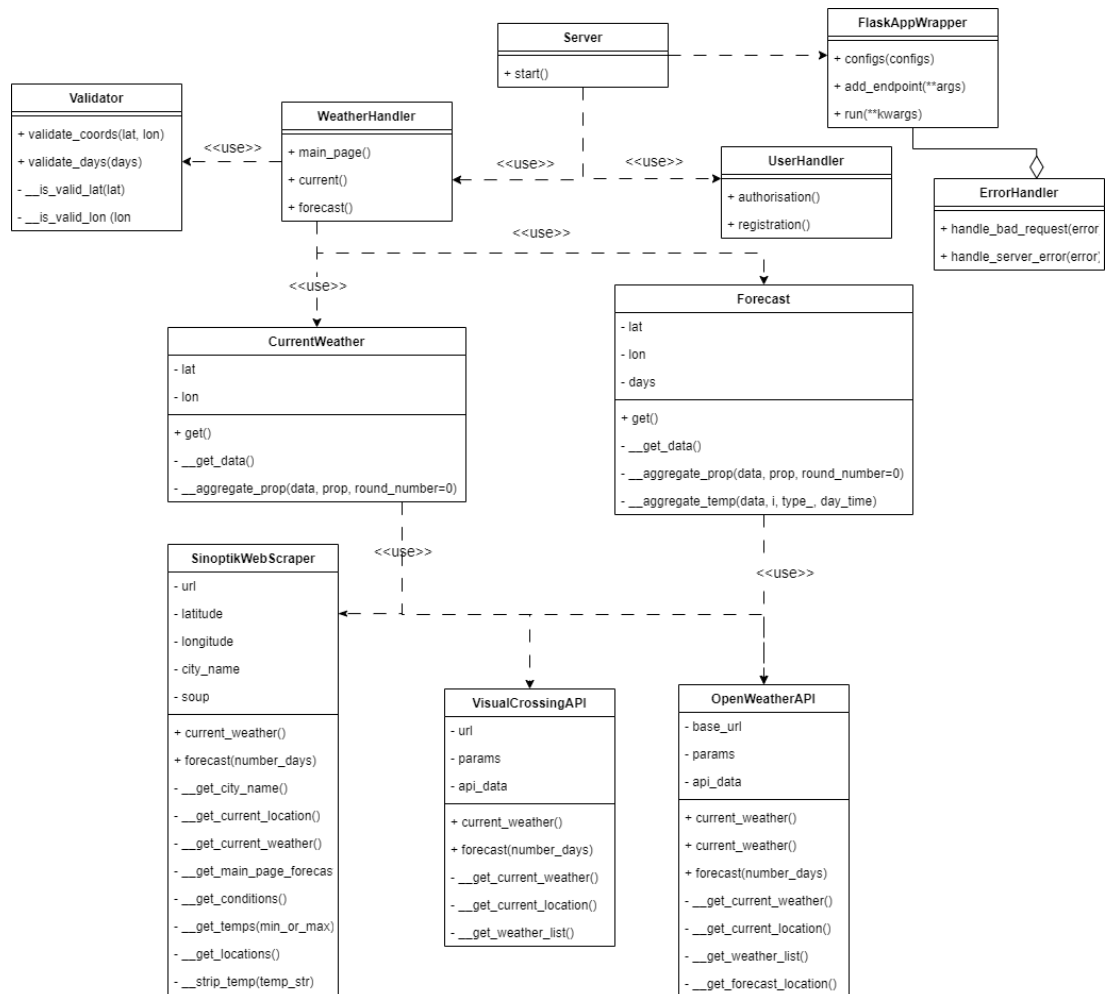 Server
+ start()
FlaskAppWrapper
+ configs(configs)
+ add_endpoint(**args)
+ run(**kwargs)
Validator
+ validate_coords(lat, lon)
+ validate_days(days)
- __is_valid_lat(lat)
- __is_valid_lon (lon
<<use>>
WeatherHandler
+ main_page()
+ current()
+ forecast()
<<use>>
<<use>>
UserHandler
+ authorisation()
+ registration()
ErrorHandler
+ handle_bad_request(error
+ handle_server_error(error)
<<use>>
<<use>>
CurrentWeather
- lat
- lon
+ get()
- __get_data()
- __aggregate_prop(data, prop, round_number=0)
Forecast
- lat
- lon
- days
+ get()
- __get_data()
- __aggregate_prop(data, prop, round_number=0)
- __aggregate_temp(data, i, type_, day_time)
<<use>>
<<use>>
SinoptikWebScraper
- url
- latitude
- longitude
- city_name
- soup
+ current_weather()
+ forecast(number_days)
- __get_city_name()
- __get_current_location()
- __get_current_weather()
- __get_main_page_forecas
- __get_conditions()
- __get_temps(min_or_max)
- __get_locations()
- __strip_temp(temp_str)
VisualCrossingAPI
- url
- params
- api_data
+ current_weather()
+ forecast(number_days)
- __get_current_weather()
- __get_current_location()
- __get_weather_list()
OpenWeatherAPI
- base_url
- params
- api_data
+ current_weather()
+ current_weather()
+ forecast(number_days)
- __get_current_weather()
- __get_current_location()
- __get_weather_list()
- __get_forecast_location()